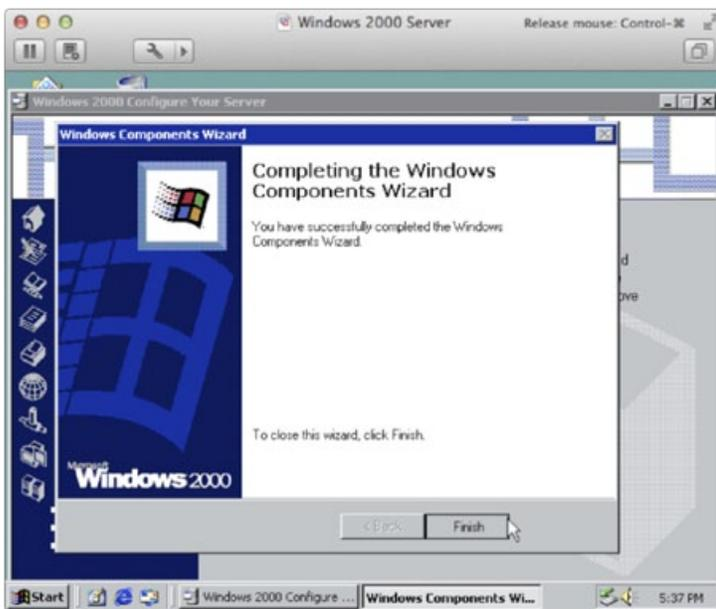 Windows 2000 Server
Release mouse: Control-⌘
Windows 2000 Configure Your Server
Windows Components Wizard
Completing the Windows
Components Wizard
You have successfully completed the Windows
Components Wizard.
d
ove
To close this wizard, click Finish.
Microsoft
Windows 2000
< Back
Finish
Start
Windows 2000 Configure ...
Windows Components Wi...
5:37 PM